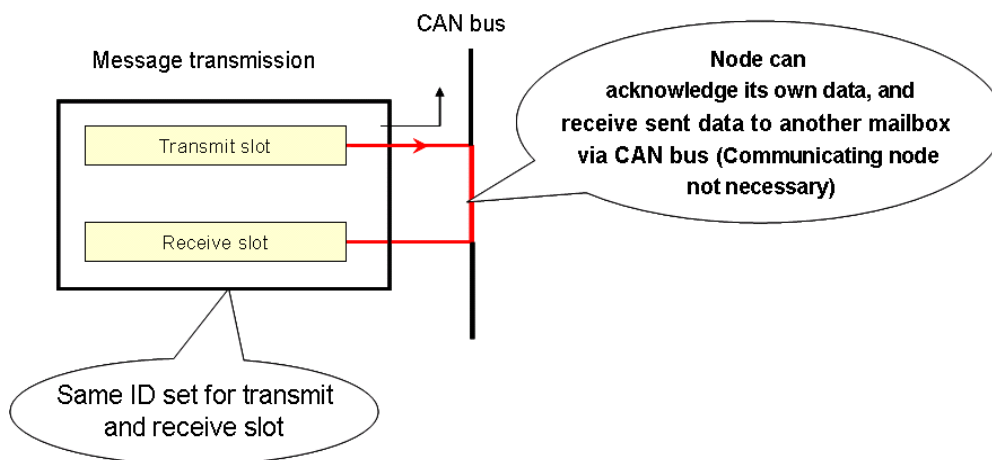 CAN bus
Message transmission
Node can
acknowledge its own data, and
receive sent data to another mailbox
via CAN bus (Communicating node
not necessary)
Transmit slot
Receive slot
Same ID set for transmit
and receive slot